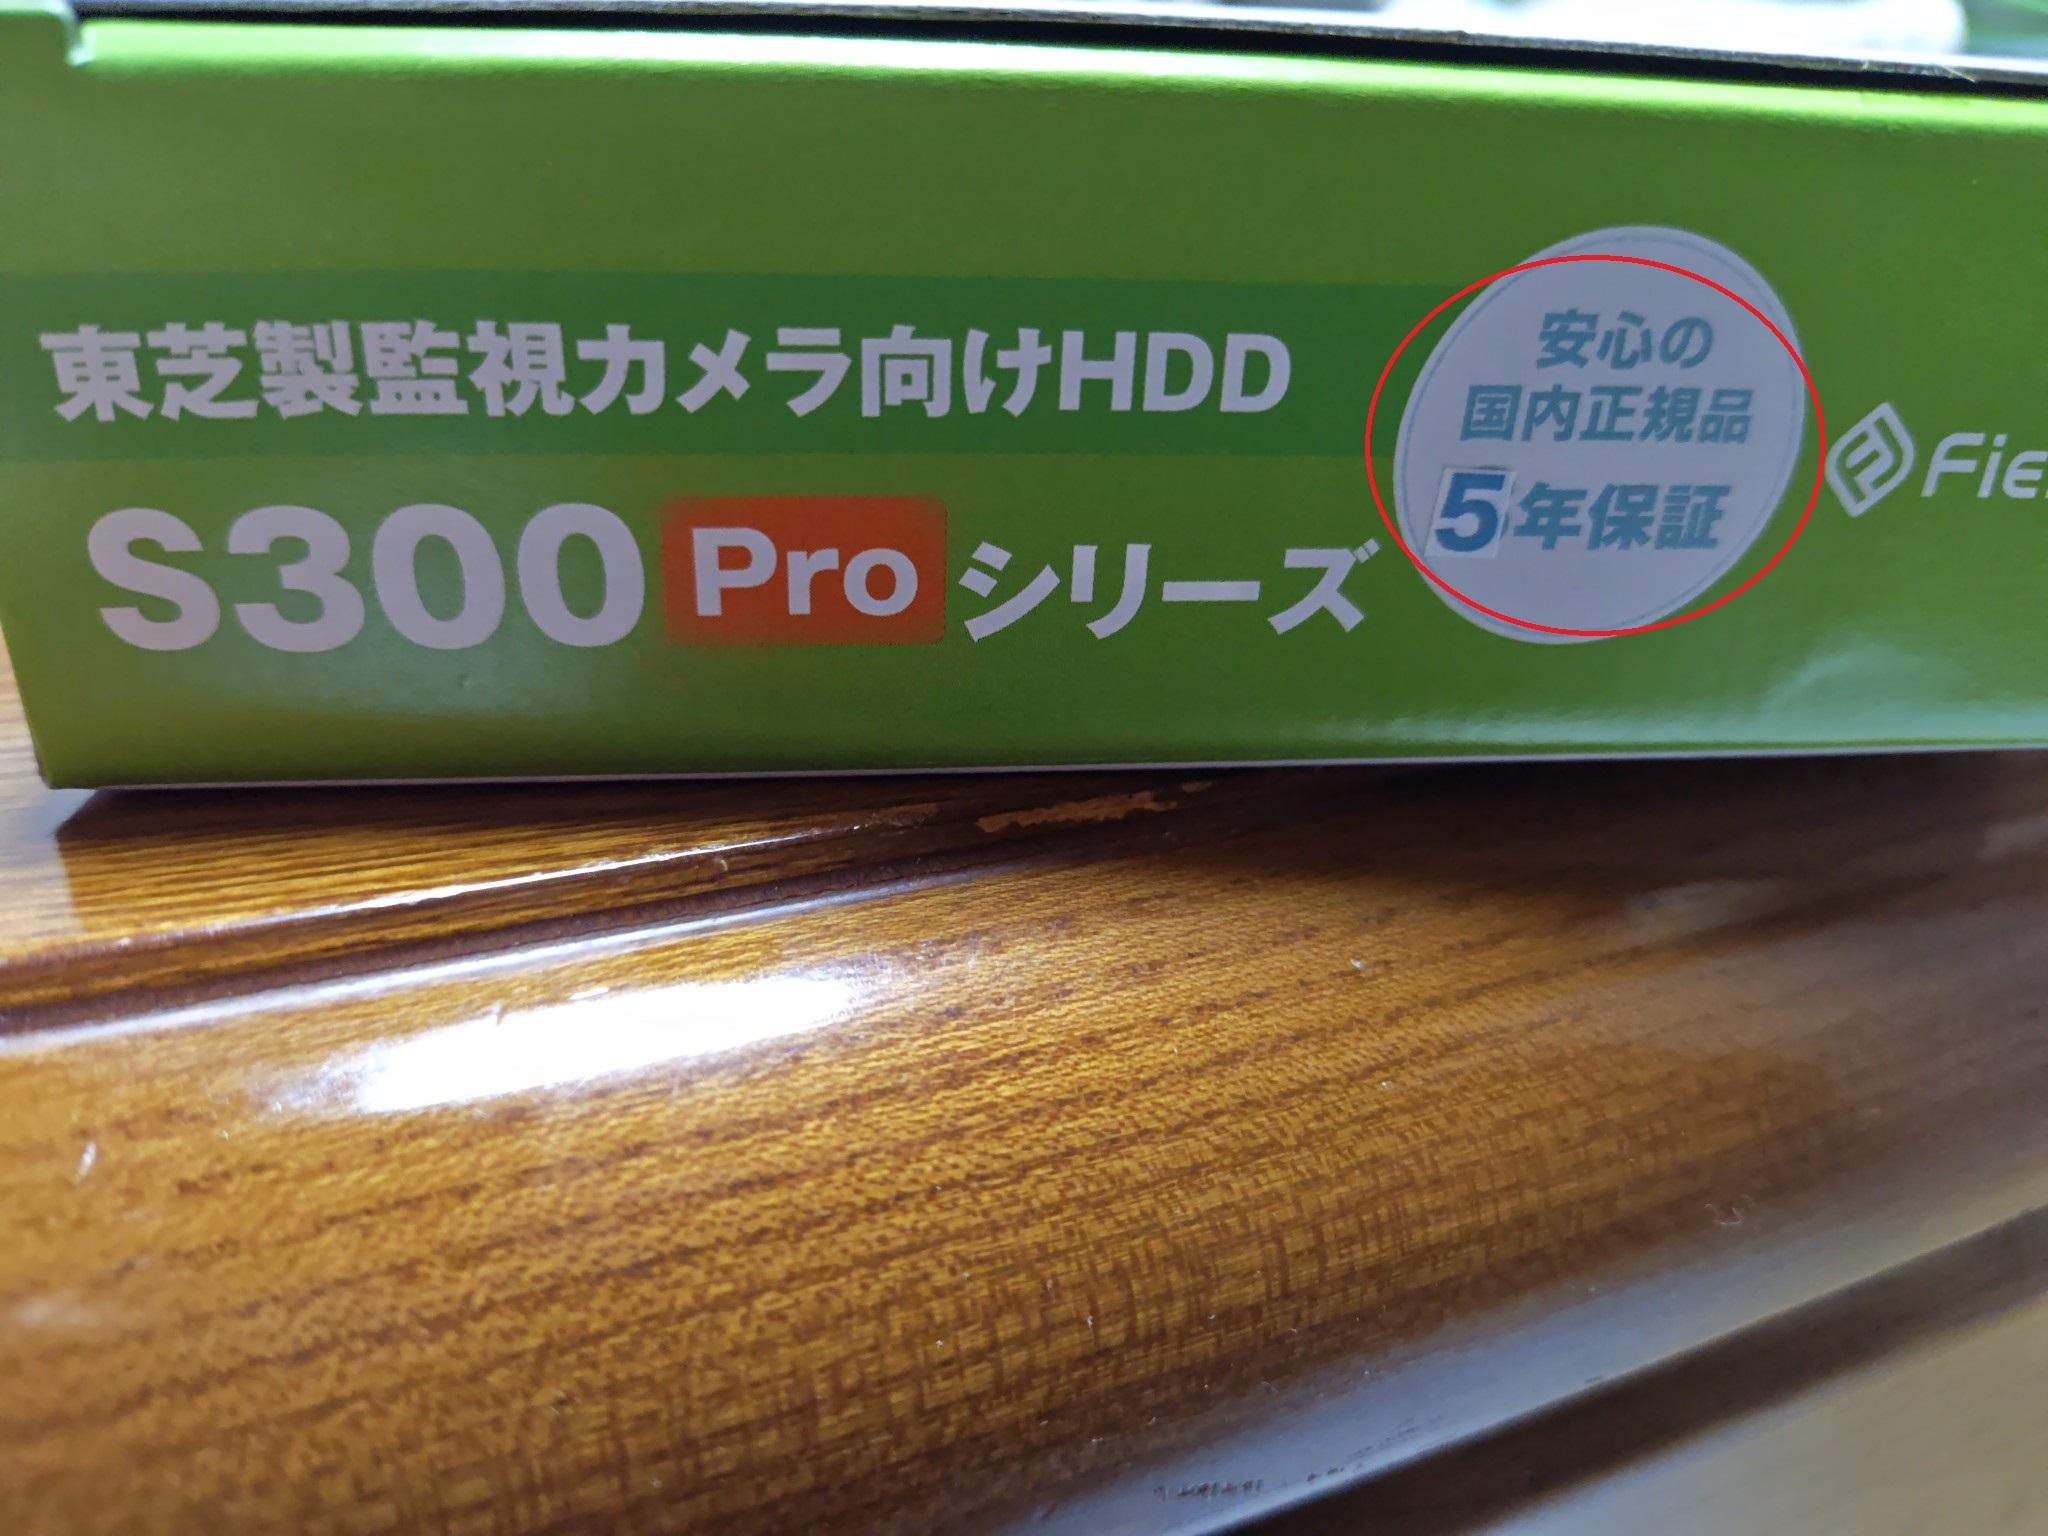 東芝製監視カメラ向けHDD
S300 Pro シリーズ
安心の
国内正規品
5年保証